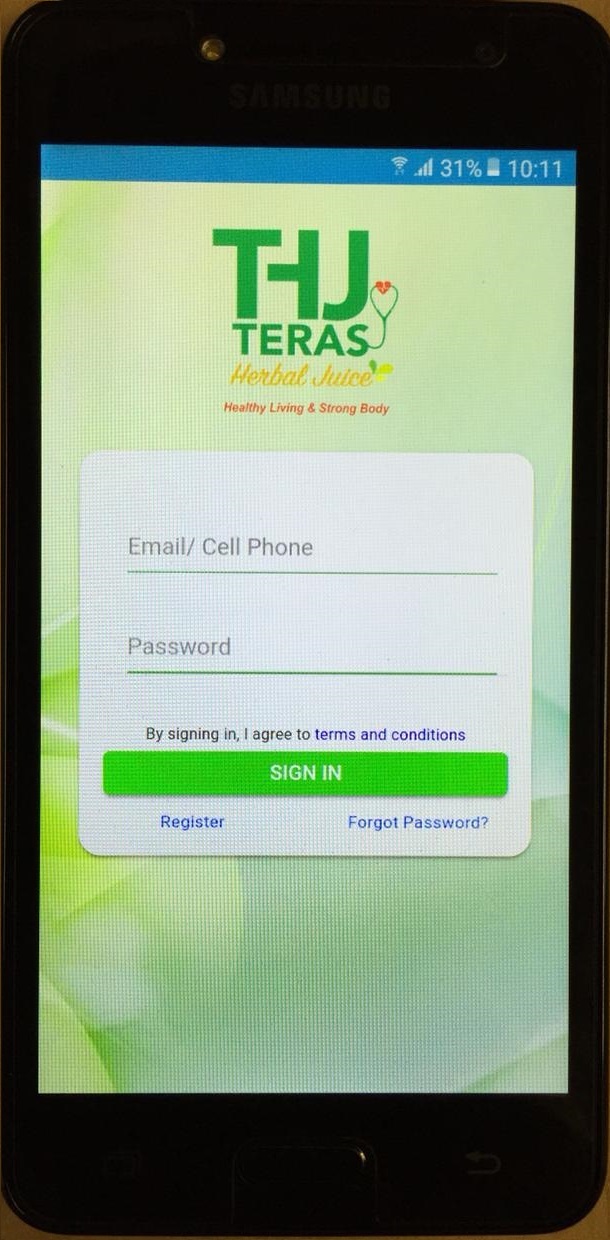 SAMSUNG
31% 10:11
THJ
TERAS
Herbal Juice
Healthy Living & Strong Body
Email/ Cell Phone
Password
By signing in, I agree to terms and conditions
SIGN IN
Register Forgot Password?